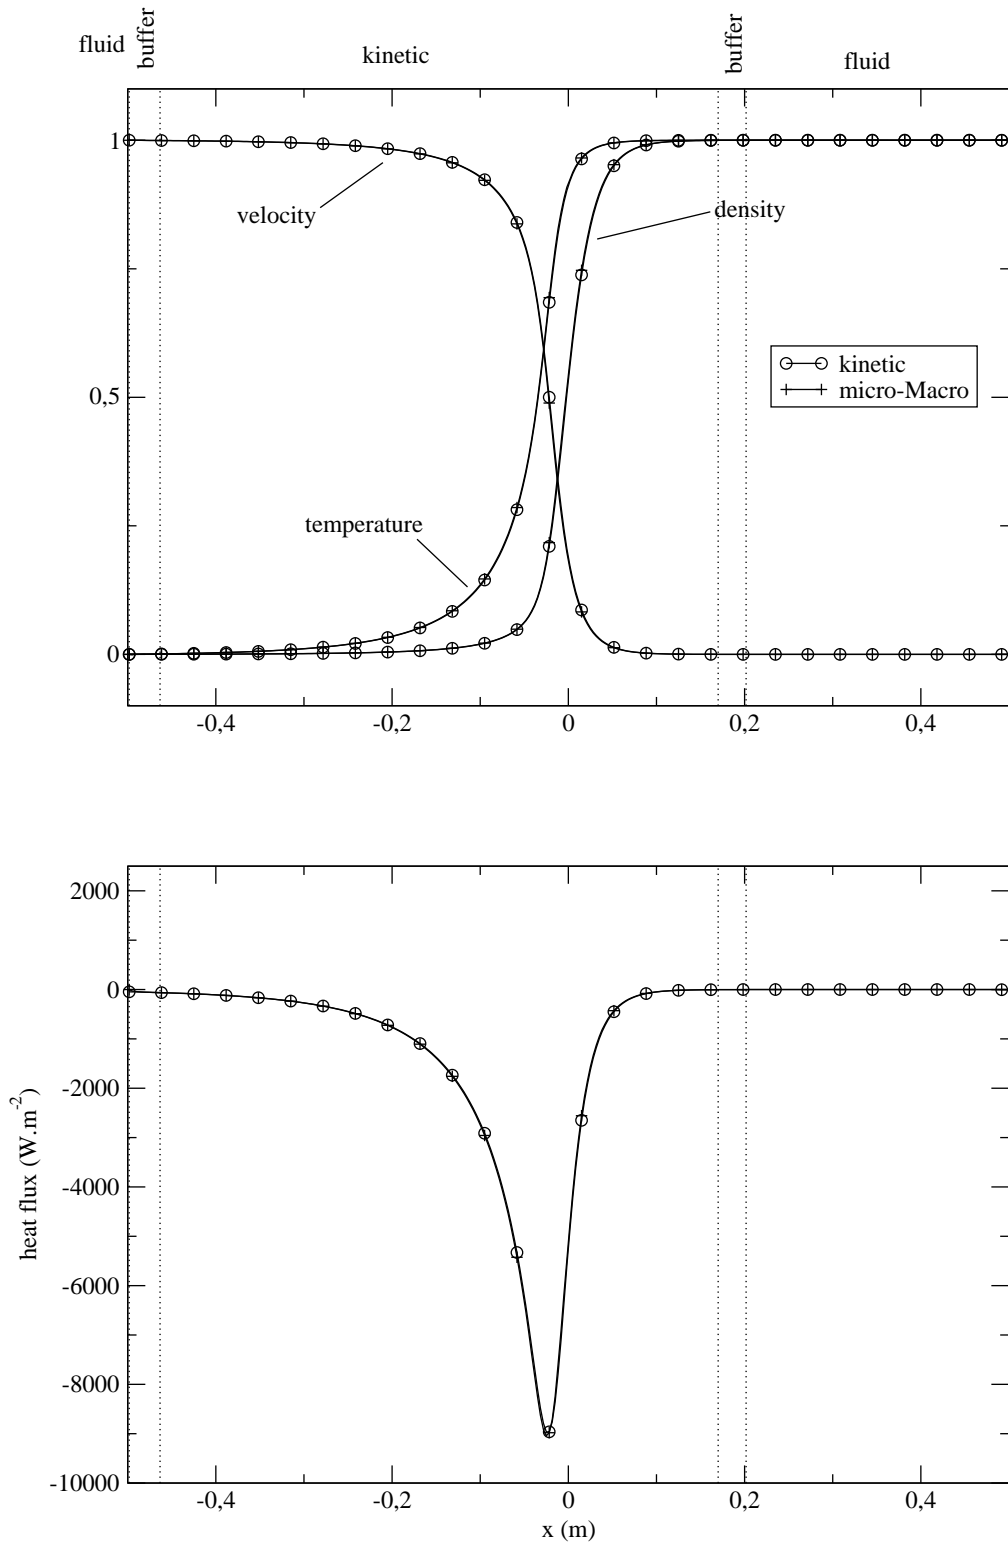 fluid
buffer
kinetic
buffer
fluid
1
velocity
density
kinetic
0,5
micro-Macro
temperature
0
-0,4
-0,2
0
0,2
0,4
2000
0
-2000
-4000
-6000
-8000
-10000
heat flux (W.m-2)
-0,4
-0,2
0
0,2
0,4
x (m)